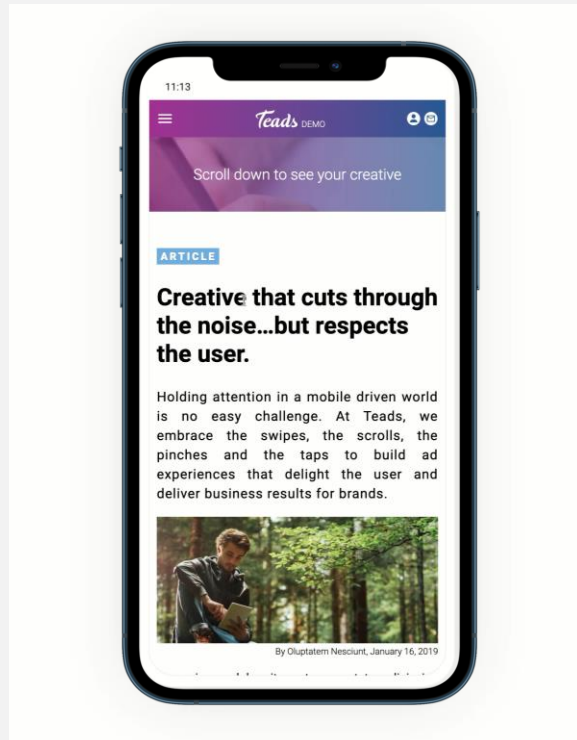 11:13
Teads DEMO
Scroll down to see your creative
ARTICLE
Creative that cuts through
the noise...but respects
the user.
Holding attention in a mobile driven world
is no easy challenge. At Teads, we
embrace the swipes, the scrolls, the
pinches and the taps to build ad
experiences that delight the user and
deliver business results for brands.
By Oluptatem Nesciunt, January 16, 2019